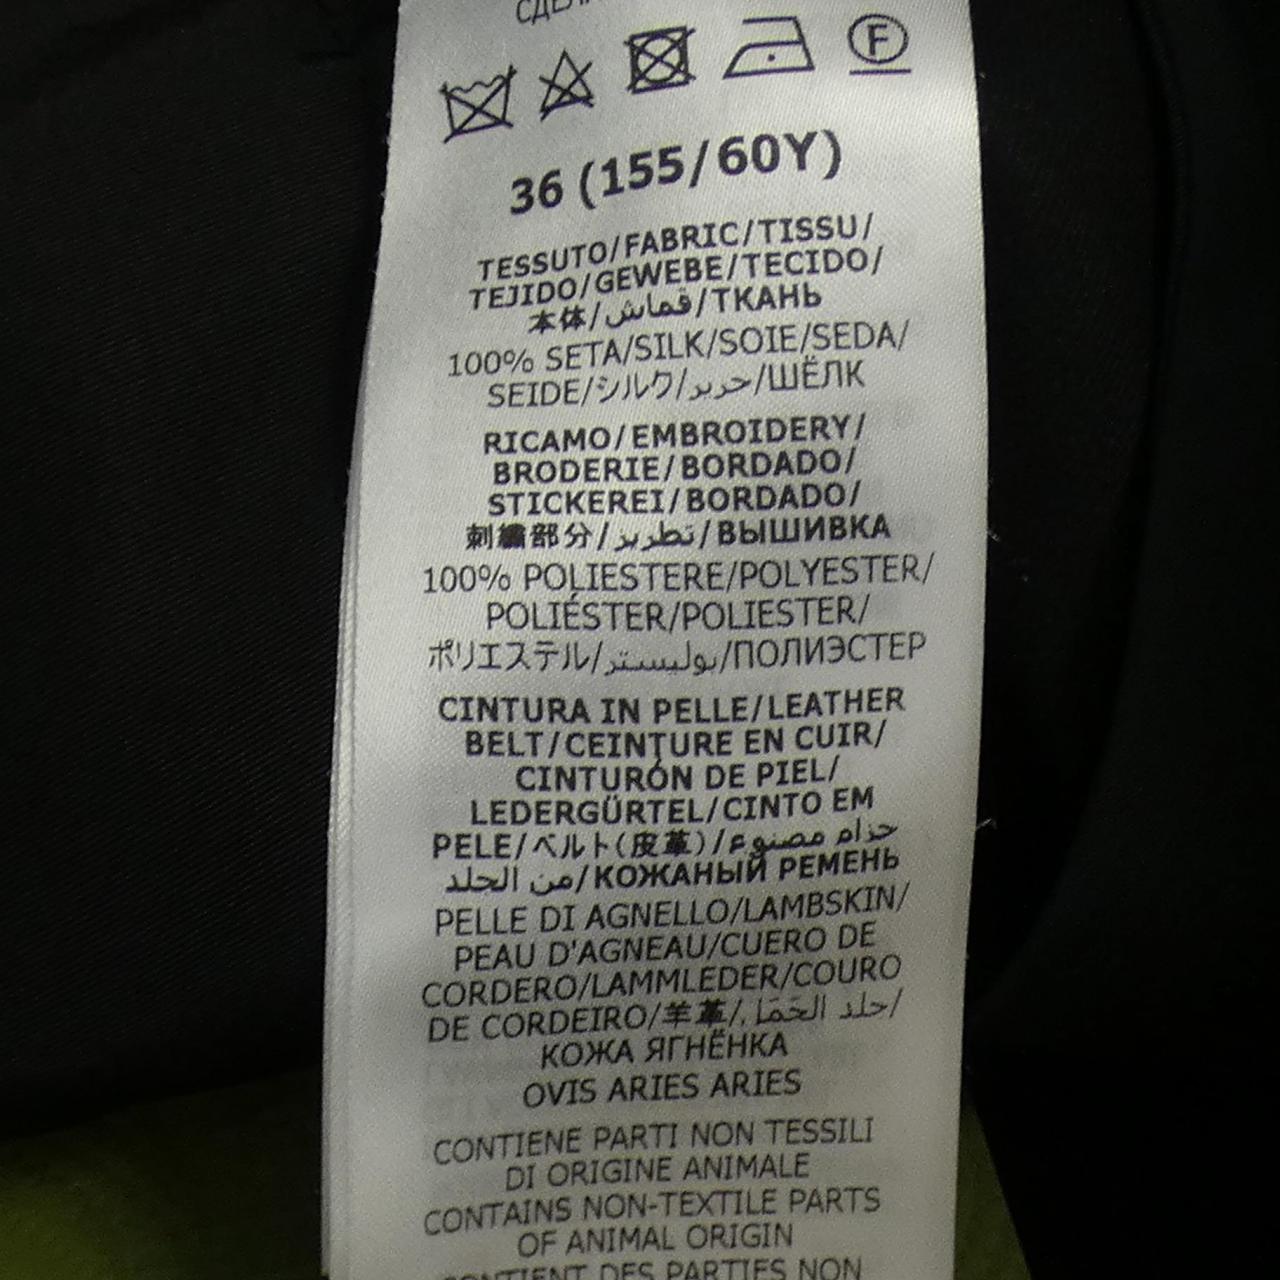 36 (155/60Y)
TESSUTO/FABRIC/TISSU/
TEJIDO/GEWEBE/TECIDO/
本体/قماش/ТКАНЬ
100% SETA/SILK/SOIE/SEDA/
SEIDE/シルク/حرير/ШЁЛК
RICAMO/EMBROIDERY/
BRODERIE/BORDADO/
STICKEREI/BORDADO/
刺繍部分/تطريز/ВЫШИВКА
100% POLIESTERE/POLYESTER/
POLIÉSTER/POLIESTER/
ポリエステル/بوليستر/ПОЛИЭСТЕР
CINTURA IN PELLE/LEATHER
BELT/CEINTURE EN CUIR/
CINTURÓN DE PIEL/
LEDERGÜRTEL/CINTO EM
PELE/ベルト(皮革)/حزام مصنوع
من الجلد/КОЖАНЫЙ РЕМЕНЬ
PELLE DI AGNELLO/LAMBSKIN/
PEAU D'AGNEAU/CUERO DE
CORDERO/LAMMLEDER/COURO
DE CORDEIRO/羊革/جلد الحَمَل/
КОЖА ЯГНЁНКА
OVIS ARIES ARIES
CONTIENE PARTI NON TESSILI
DI ORIGINE ANIMALE
CONTAINS NON-TEXTILE PARTS
OF ANIMAL ORIGIN
CONTIENT DES PARTIES NON